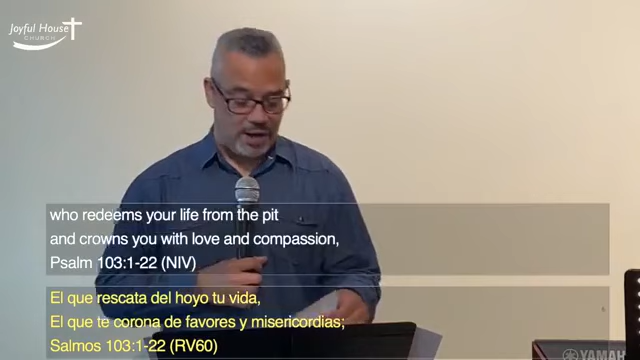 Joyful House
CHURCH
who redeems your life from the pit
and crowns you with love and compassion,
Psalm 103:1-22 (NIV)
El que rescata del hoyo tu vida,
El que te corona de favores y misericordias;
Salmos 103:1-22 (RV60)
YAMAH